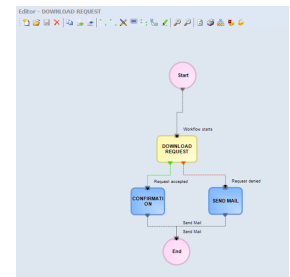 Editor - DOWNLOAD REQUEST
Start
Workflow starts
DOWNLOAD
REQUEST
Request accepted
Request denied
CONFIRMATI
ON
SEND MAIL
Send Mail
Send Mail
End